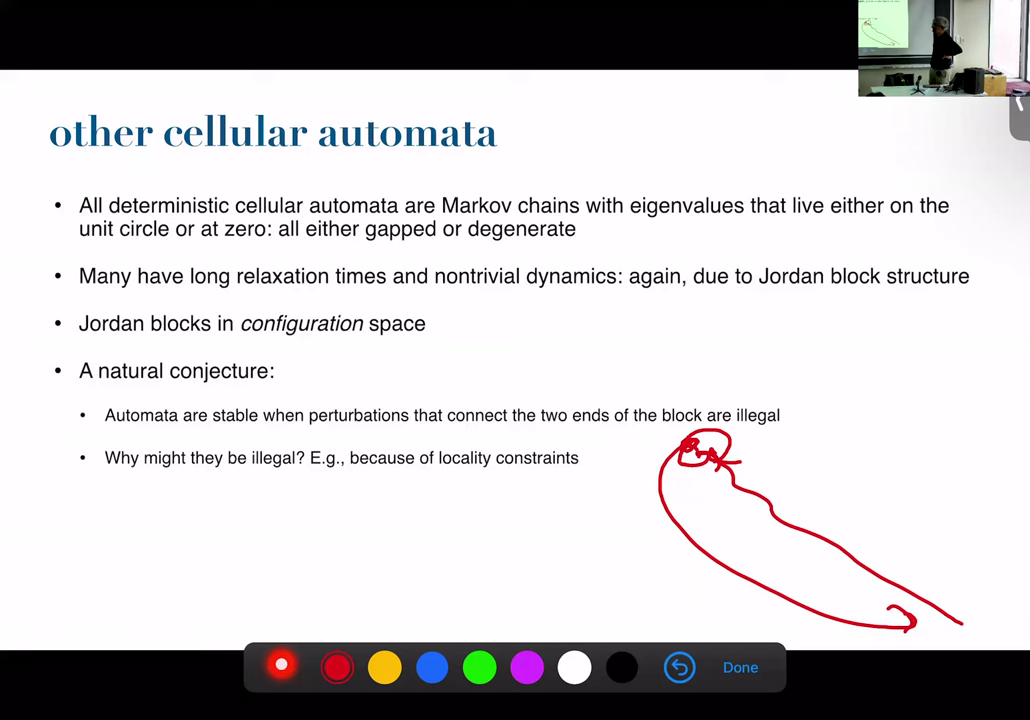 other cellular automata
• All deterministic cellular automata are Markov chains with eigenvalues that live either on the
unit circle or at zero: all either gapped or degenerate
• Many have long relaxation times and nontrivial dynamics: again, due to Jordan block structure
• Jordan blocks in configuration space
• A natural conjecture:
• Automata are stable when perturbations that connect the two ends of the block are illegal
• Why might they be illegal? E.g., because of locality constraints
Done